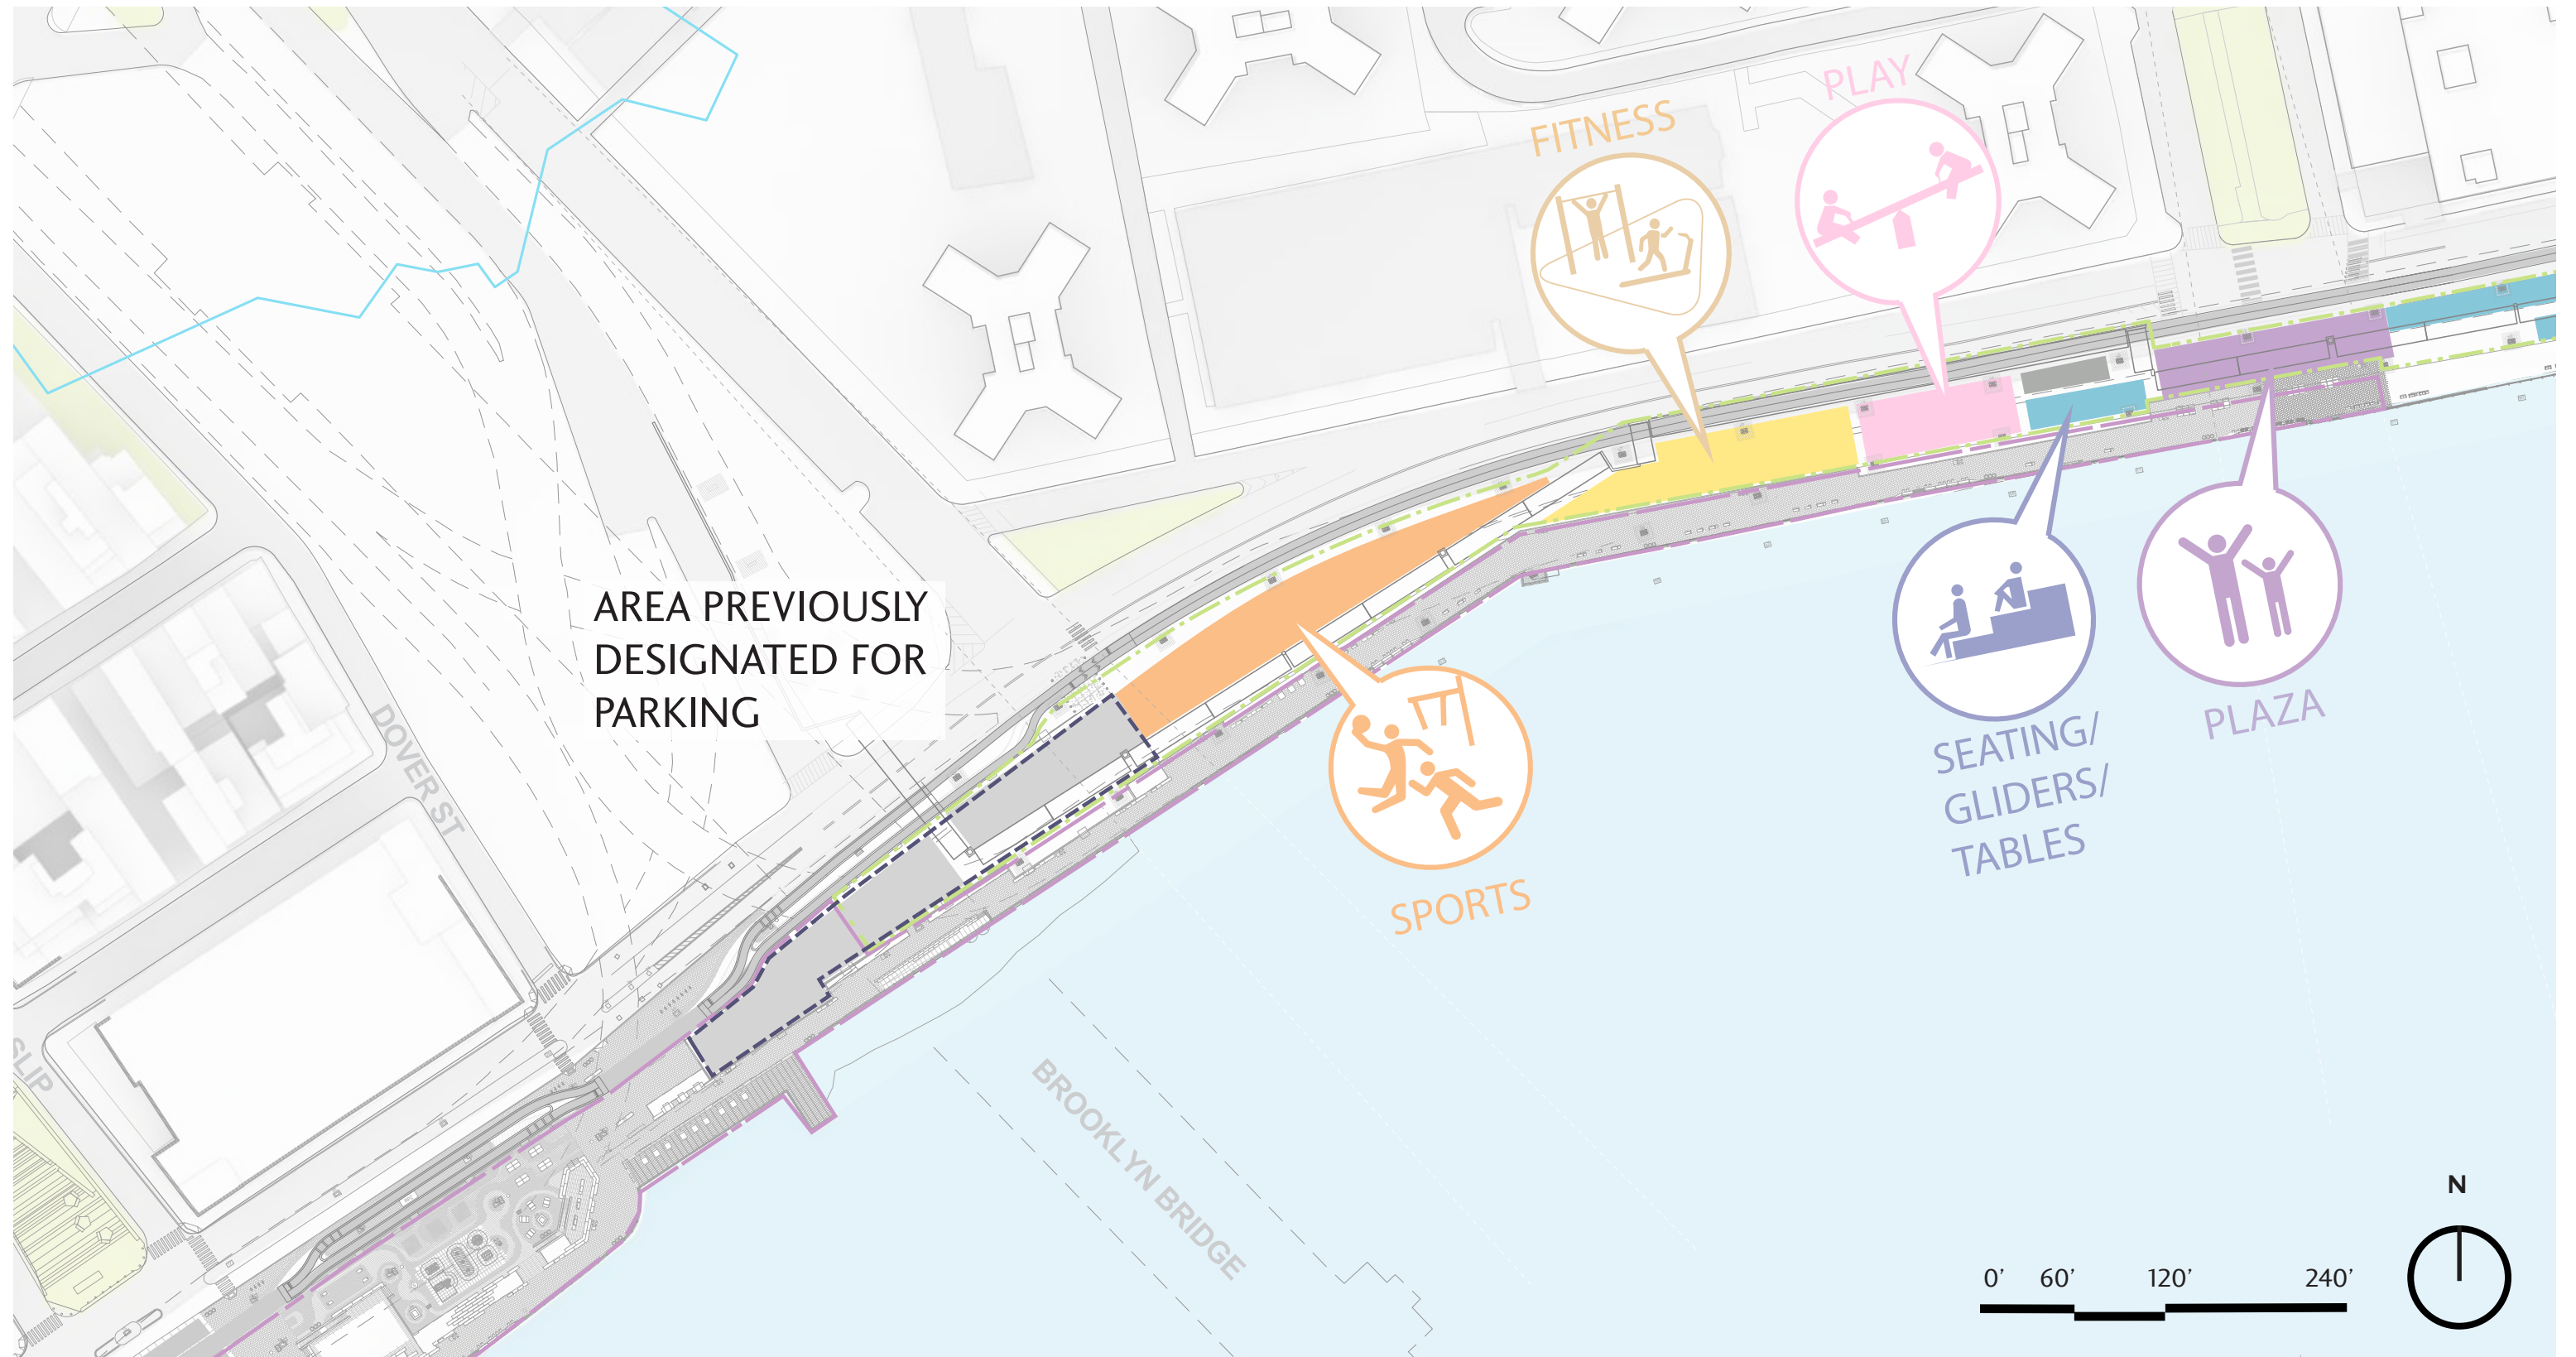 PLAY
FITNESS
AREA PREVIOUSLY
DESIGNATED FOR
PARKING
DOVER ST
SLIP
SPORTS
SEATING/
GLIDERS/
TABLES
PLAZA
BROOKLYN BRIDGE
N
0’ 60’ 120’ 240’